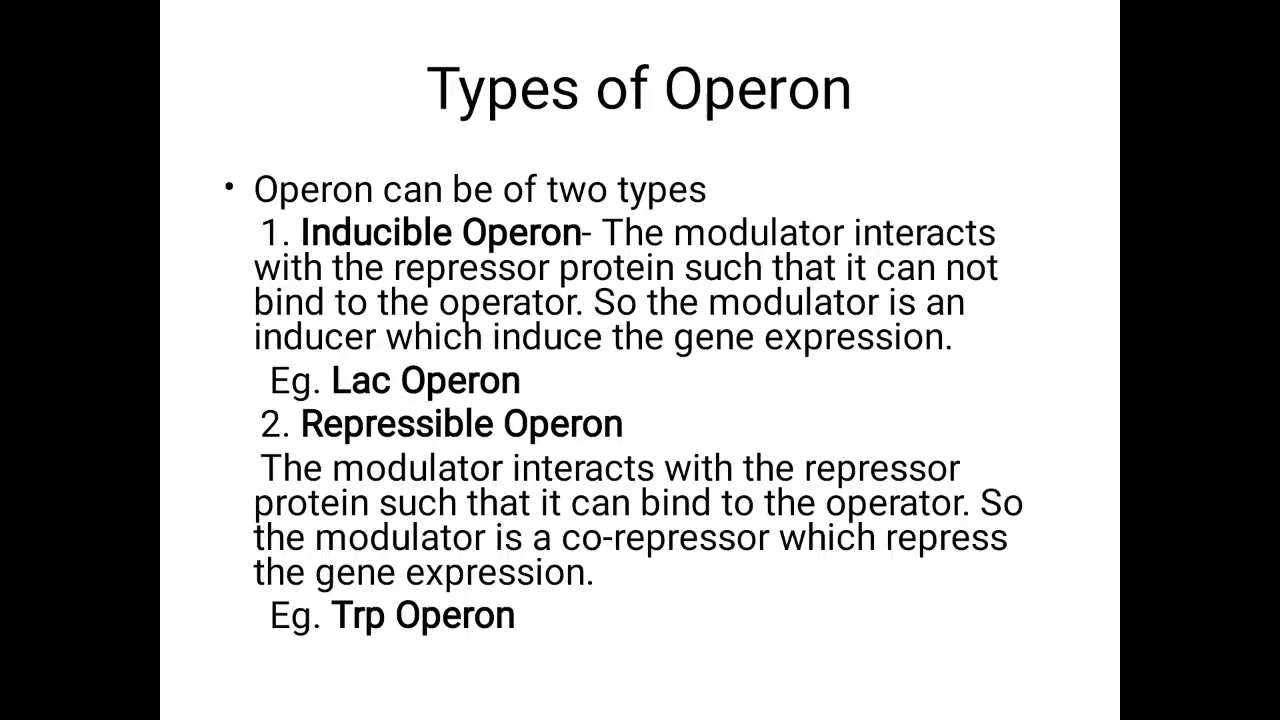 Types of Operon
• Operon can be of two types
1. Inducible Operon- The modulator interacts
with the repressor protein such that it can not
bind to the operator. So the modulator is an
inducer which induce the gene expression.
Eg. Lac Operon
2. Repressible Operon
The modulator interacts with the repressor
protein such that it can bind to the operator. So
the modulator is a co-repressor which repress
the gene expression.
Eg. Trp Operon